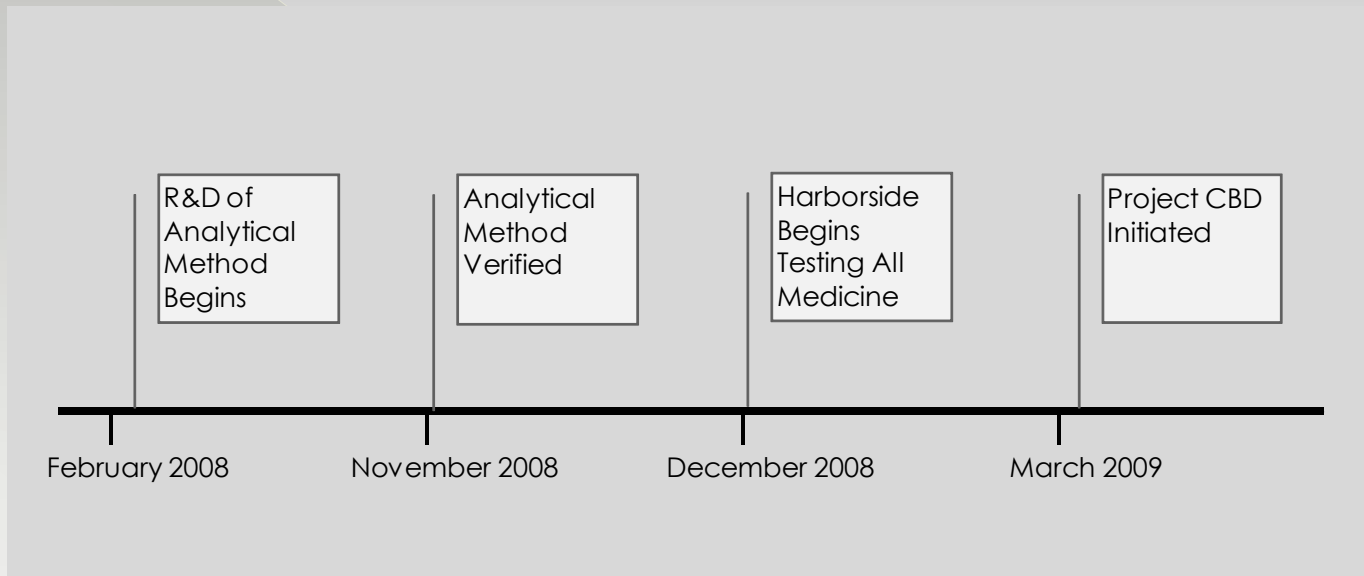 R&D of
Analytical
Method
Begins
Analytical
Method
Verified
Harborside
Begins
Testing All
Medicine
Project CBD
Initiated
February 2008
November 2008
December 2008
March 2009